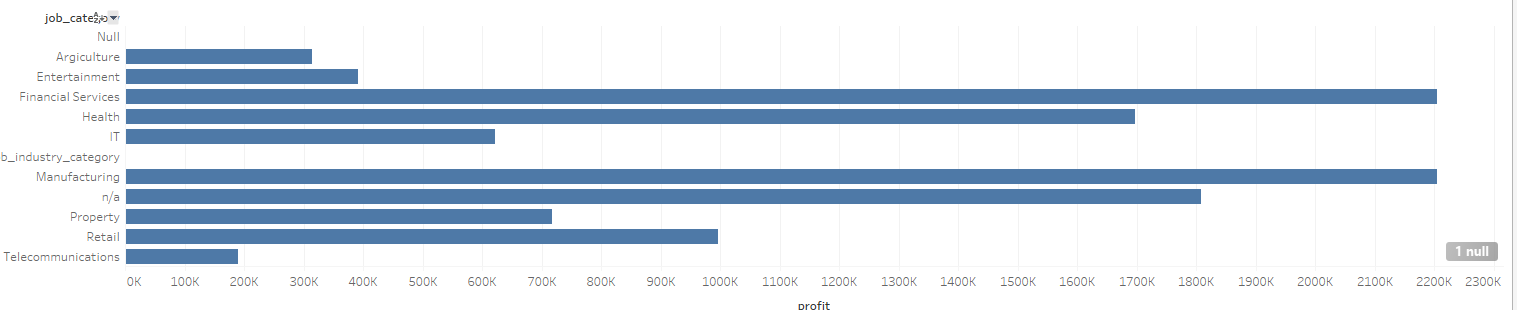 Null
Argiculture
Entertainment
Financial Services
Health
IT
b_industry_category
Manufacturing
n/a
Property
Retail
Telecommunications
1 null
0K 100K 200K 300K 400K 500K 600K 700K 800K 900K 1000K 1100K 1200K 1300K 1400K 1500K 1600K 1700K 1800K 1900K 2000K 2100K 2200K 2300K
profit